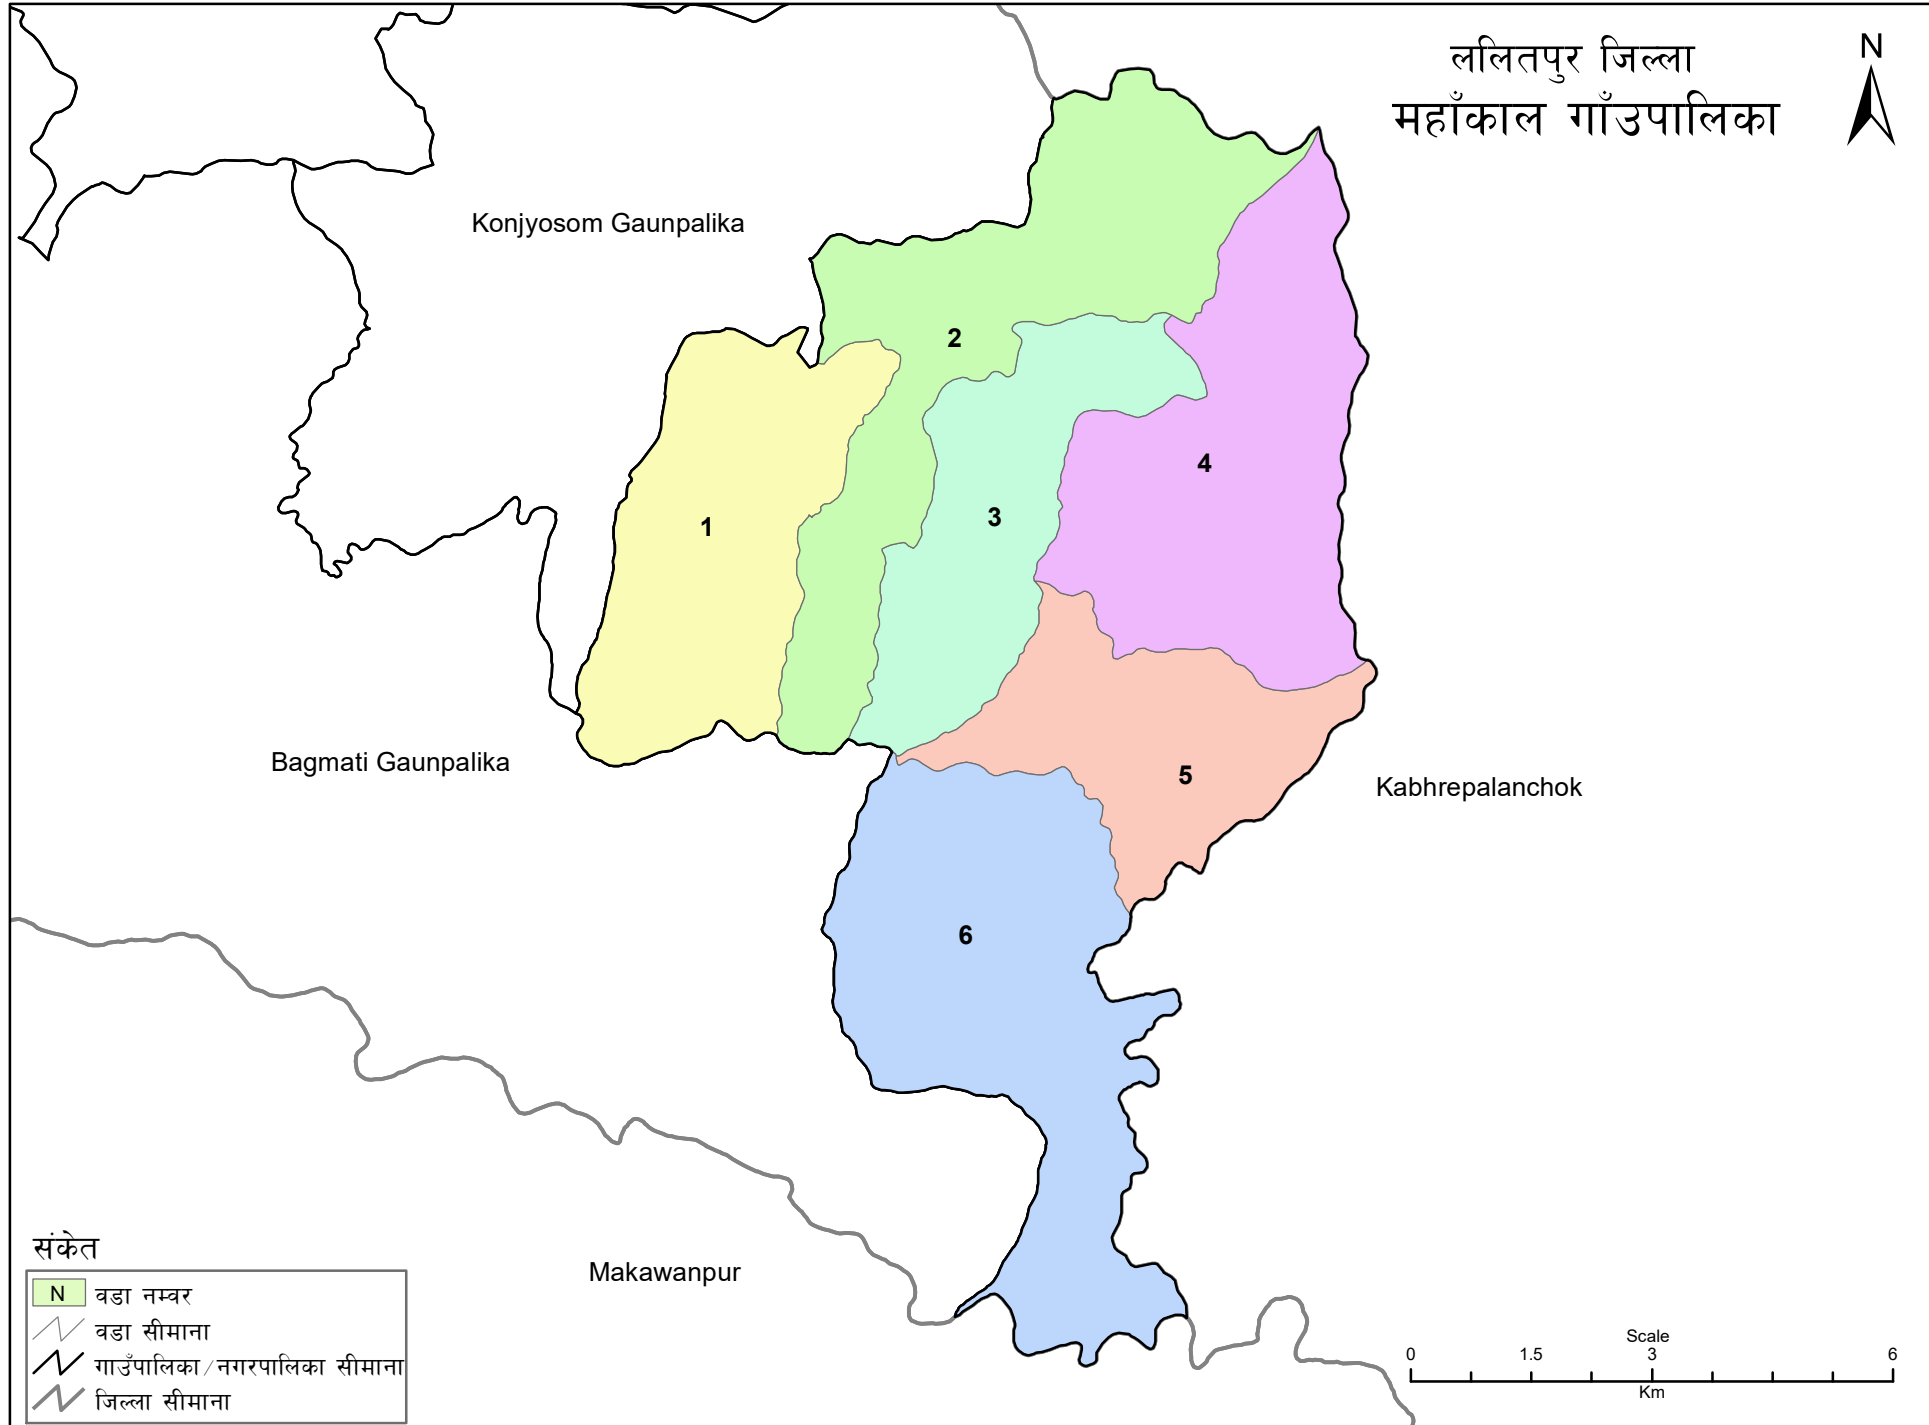 ललितपुर जिल्ला
महाँकाल गाँउपालिका
N
Konjyosom Gaunpalika
2
4
3
1
Bagmati Gaunpalika
5
Kabhrepalanchok
6
Makawanpur
संकेत
N वडा नम्वर
वडा सीमाना
गाउँपालिका/नगरपालिका सीमाना
जिल्ला सीमाना
Scale
0 1.5 3 6
Km